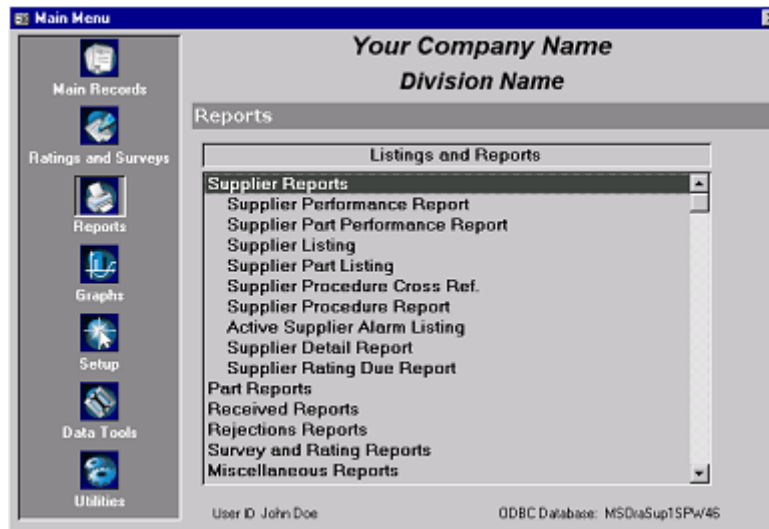 Main Menu
Your Company Name
Division Name
Main Records
Ratings and Surveys
Reports
Graphs
Setup
Data Tools
Utilities
Reports
Listings and Reports
Supplier Reports
Supplier Performance Report
Supplier Part Performance Report
Supplier Listing
Supplier Part Listing
Supplier Procedure Cross Ref.
Supplier Procedure Report
Active Supplier Alarm Listing
Supplier Detail Report
Supplier Rating Due Report
Part Reports
Received Reports
Rejections Reports
Survey and Rating Reports
Miscellaneous Reports
User ID John Doe
ODBC Database: